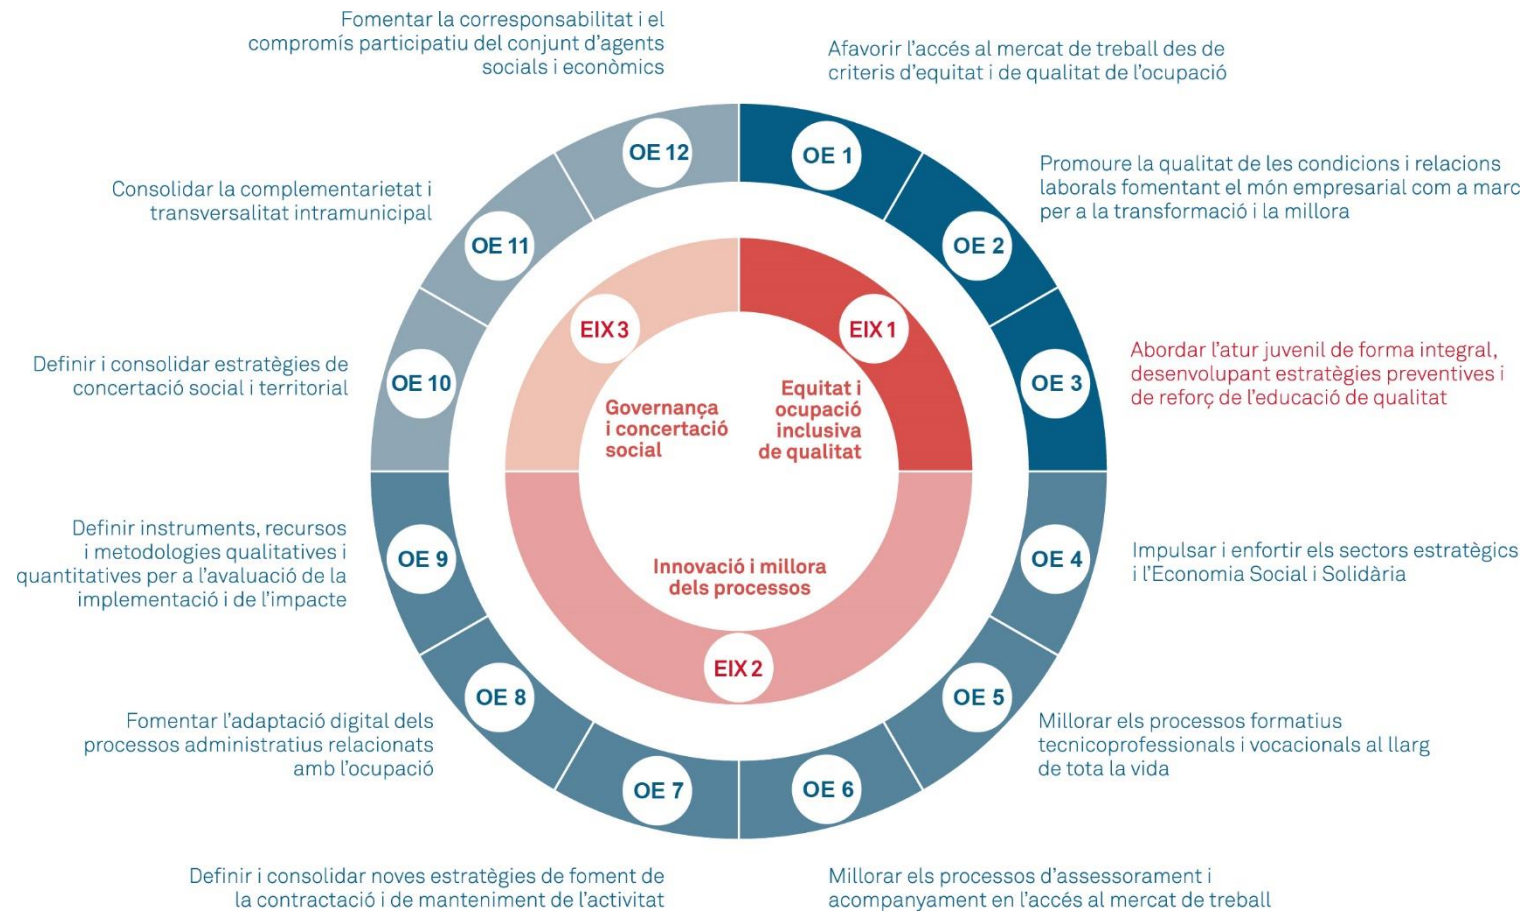 Fomentar la corresponsabilitat i el
compromís participatiu del conjunt d’agents
socials i econòmics
OE 12
Afavorir l’accés al mercat de treball des de
criteris d’equitat i de qualitat de l’ocupació
OE 1
Promoure la qualitat de les condicions i relacions
laborals fomentant el món empresarial com a marc
per a la transformació i la millora
OE 2
Abordar l’atur juvenil de forma integral,
desenvolupant estratègies preventives i
de reforç de l’educació de qualitat
OE 3
Impulsar i enfortir els sectors estratègics
i l’Economia Social i Solidària
OE 4
Millorar els processos formatius
tecnicoprofessionals i vocacionals al llarg
de tota la vida
OE 5
Millorar els processos d’assessorament i
acompanyament en l’accés al mercat de treball
OE 6
Definir i consolidar noves estratègies de foment de
la contractació i de manteniment de l’activitat
OE 7
Fomentar l’adaptació digital dels
processos administratius relacionats
amb l’ocupació
OE 8
Definir instruments, recursos
i metodologies qualitatives i
quantitatives per a l’avaluació de la
implementació i de l’impacte
OE 9
Definir i consolidar estratègies de
concertació social i territorial
OE 10
Consolidar la complementarietat i
transversalitat intramunicipal
OE 11
EIX 1
Equitat i
ocupació
inclusiva
de qualitat
EIX 2
Innovació i millora
dels processos
EIX 3
Governança
i concertació
social